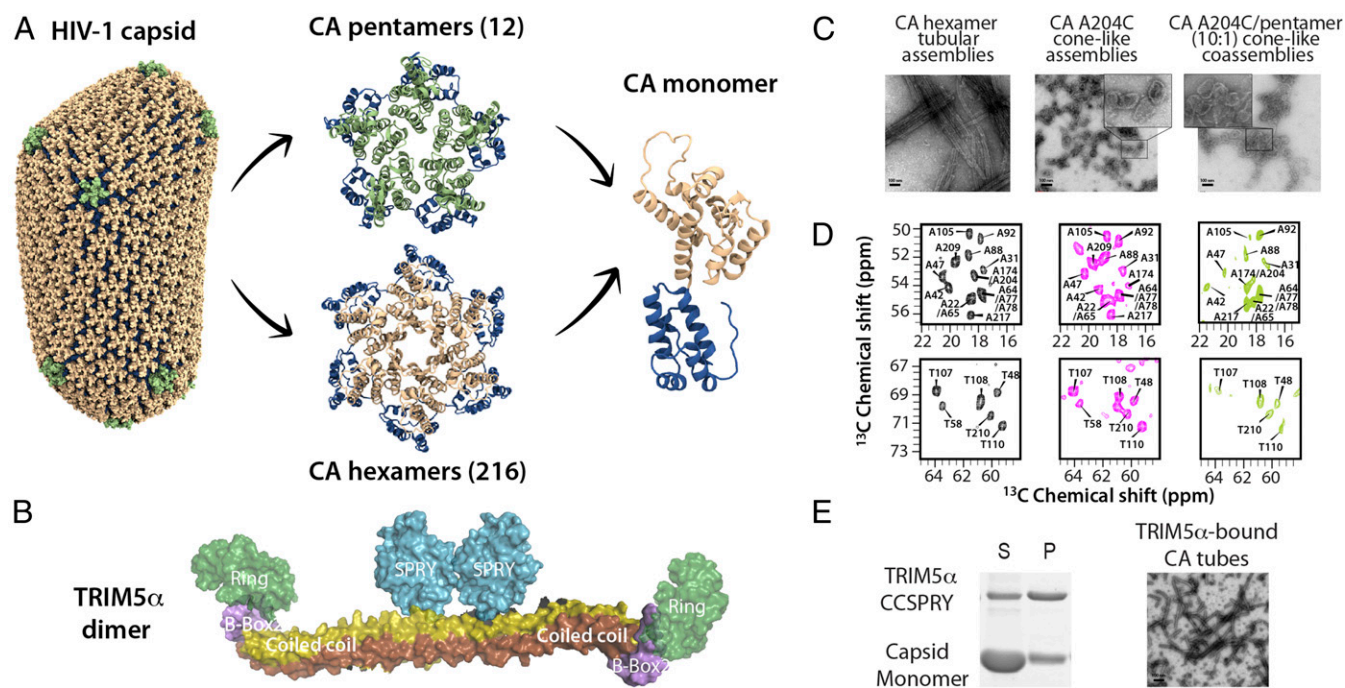 A
HIV-1 capsid
CA pentamers (12)
CA monomer
CA hexamers (216)
B
TRIM5α
dimer
Ring
B-Box2
SPRY
SPRY
Coiled coil
Coiled coil
Ring
B-Box2
C
CA hexamer
tubular
assemblies
CA A204C
cone-like
assemblies
CA A204C/pentamer
(10:1) cone-like
coassemblies
100 nm
100 nm
100 nm
D
¹³C Chemical shift (ppm)
50
52
54
56
A105
A92
A209
A88
A47
A31
A174
/A204
A42
A64
/A77
/A78
A22
/A65
A217
22 20 18 16
A105
A92
A209
A88
A31
A47
A174
A42
A64
/A77
/A78
A22
/A65
A217
22 20 18 16
A105
A92
A47
A88
A31
A174/A204
A42
A64
/A77
/A78
A217
A22
/A65
22 20 18 16
67
69
71
73
T107
T108
T48
T58
T210
T110
64 62 60
T107
T108
T48
T58
T210
T110
64 62 60
T107
T108
T48
T210
T110
64 62 60
¹³C Chemical shift (ppm)
E
S P
TRIM5α
CCSPRY
Capsid
Monomer
TRIM5α-bound
CA tubes